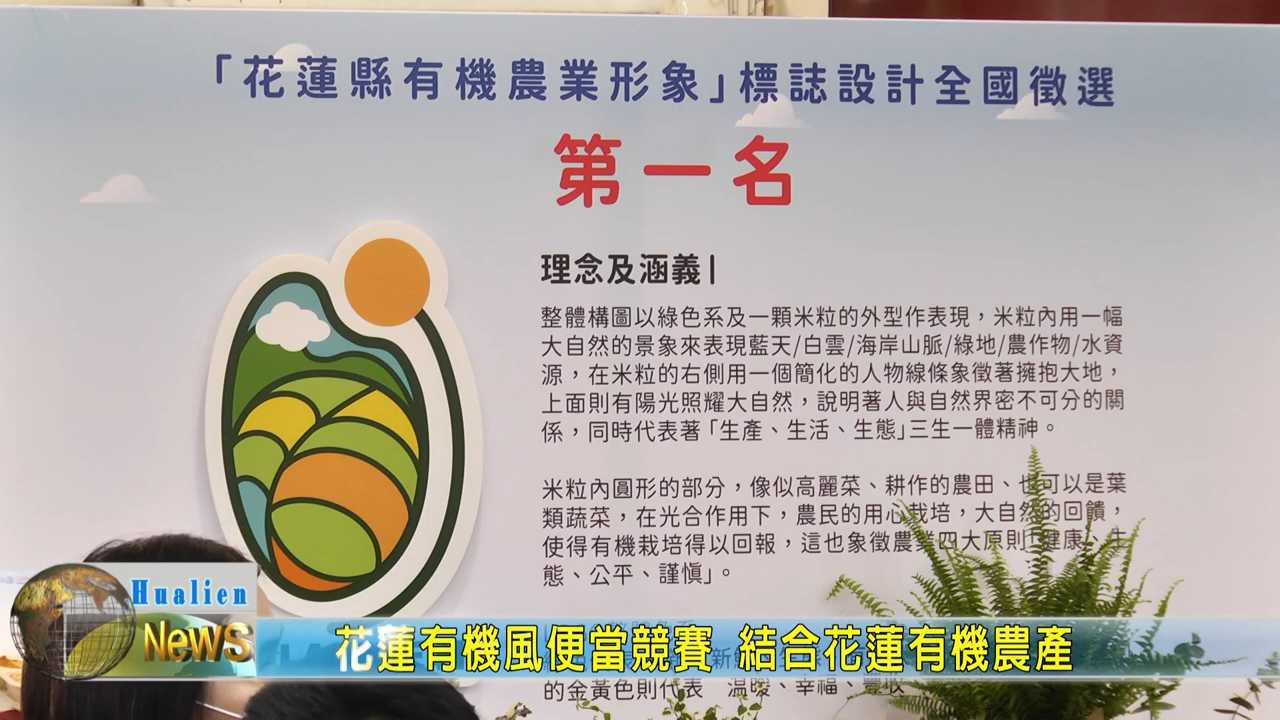 「花蓮縣有機農業形象」標誌設計全國徵選
第一名
理念及涵義|
整體構圖以綠色系及一顆米粒的外型作表現，米粒內用一幅
大自然的景象來表現藍天/白雲/海岸山脈/綠地/農作物/水資
源，在米粒的右側用一個簡化的人物線條象徵著擁抱大地，
上面則有陽光照耀大自然，說明著人與自然界密不可分的關
係，同時代表著「生產、生活、生態」三生一體精神。
米粒內圓形的部分，像似高麗菜、耕作的農田、也可以是葉
類蔬菜，在光合作用下，農民的用心栽培，大自然的回饋，
使得有機栽培得以回報，這也象徵農業四大原則「健康、生
態、公平、謹慎」。
的金黃色則代表 溫暖、幸福、豐收
Hualien
NewS
花蓮有機風便當競賽 結合花蓮有機農產